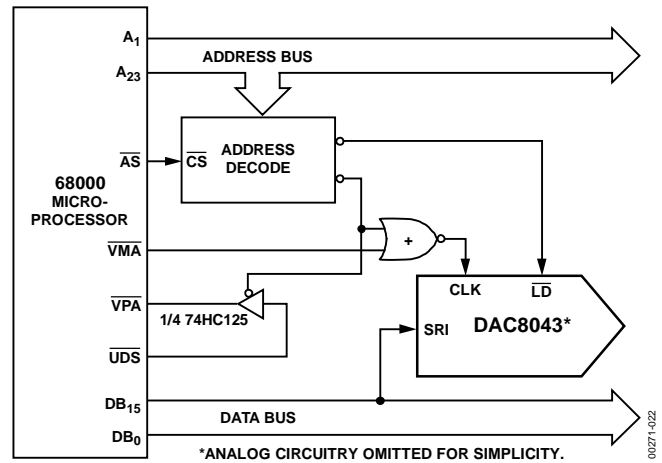 A1
ADDRESS BUS
A23
AS
CS
ADDRESS
DECODE
68000
MICRO-
PROCESSOR
VMA
+
CLK
LD
VPA
1/4 74HC125
SRI
DAC8043*
UDS
DB15
DATA BUS
DB0
*ANALOG CIRCUITRY OMITTED FOR SIMPLICITY.
00271-022